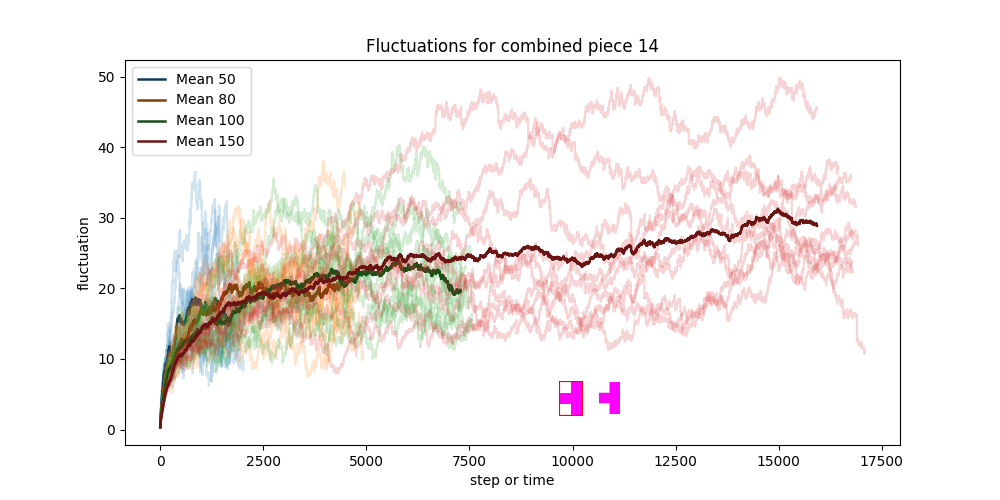 Fluctuations for combined piece 14
50
40
30
20
10
0
fluctuation
Mean 50
Mean 80
Mean 100
Mean 150
0 2500 5000 7500 10000 12500 15000 17500
step or time